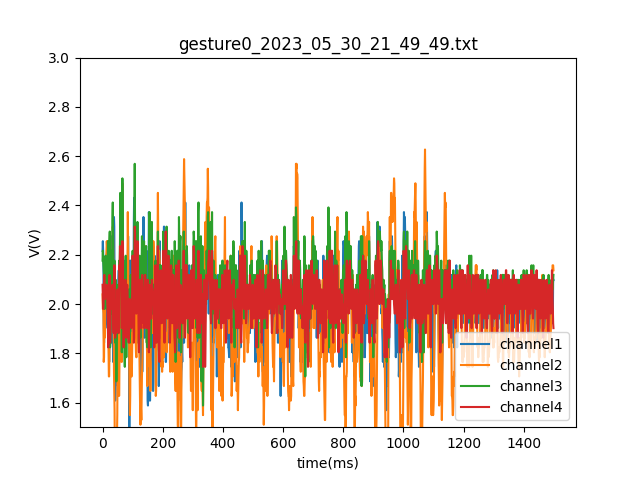 gesture0_2023_05_30_21_49_49.txt
3.0
2.8
2.6
2.4
2.2
2.0
1.8
1.6
V(V)
channel1
channel2
channel3
channel4
0 200 400 600 800 1000 1200 1400
time(ms)